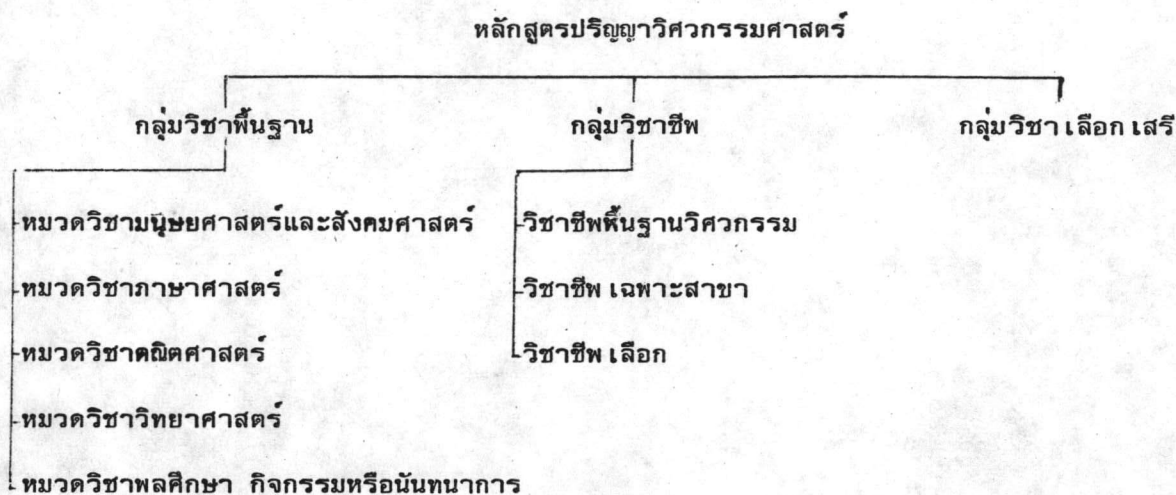 หลักสูตรปริญญาวิศวกรรมศาสตร์
กลุ่มวิชาพื้นฐาน กลุ่มวิชาชีพ กลุ่มวิชาเลือกเสรี
-หมวดวิชามนุษยศาสตร์และสังคมศาสตร์ -วิชาชีพพื้นฐานวิศวกรรม
-หมวดวิชาภาษาศาสตร์ -วิชาชีพเฉพาะสาขา
-หมวดวิชาคณิตศาสตร์ -วิชาชีพเลือก
-หมวดวิชาวิทยาศาสตร์
-หมวดวิชาพลศึกษา กิจกรรมหรือนันทนาการ